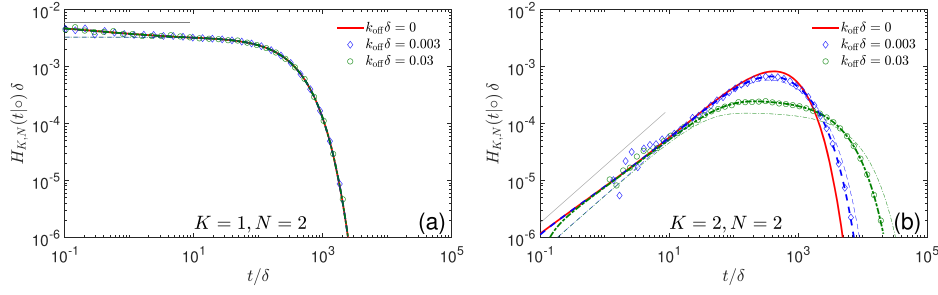 10^-2
10^-3
10^-4
10^-5
10^-6
H_{K,N}(t|○) δ
k_off δ = 0
k_off δ = 0.003
k_off δ = 0.03
K = 1, N = 2
(a)
10^-1 10^1 10^3 10^5
t/δ
10^-2
10^-3
10^-4
10^-5
10^-6
H_{K,N}(t|○) δ
k_off δ = 0
k_off δ = 0.003
k_off δ = 0.03
K = 2, N = 2
(b)
10^-1 10^1 10^3 10^5
t/δ